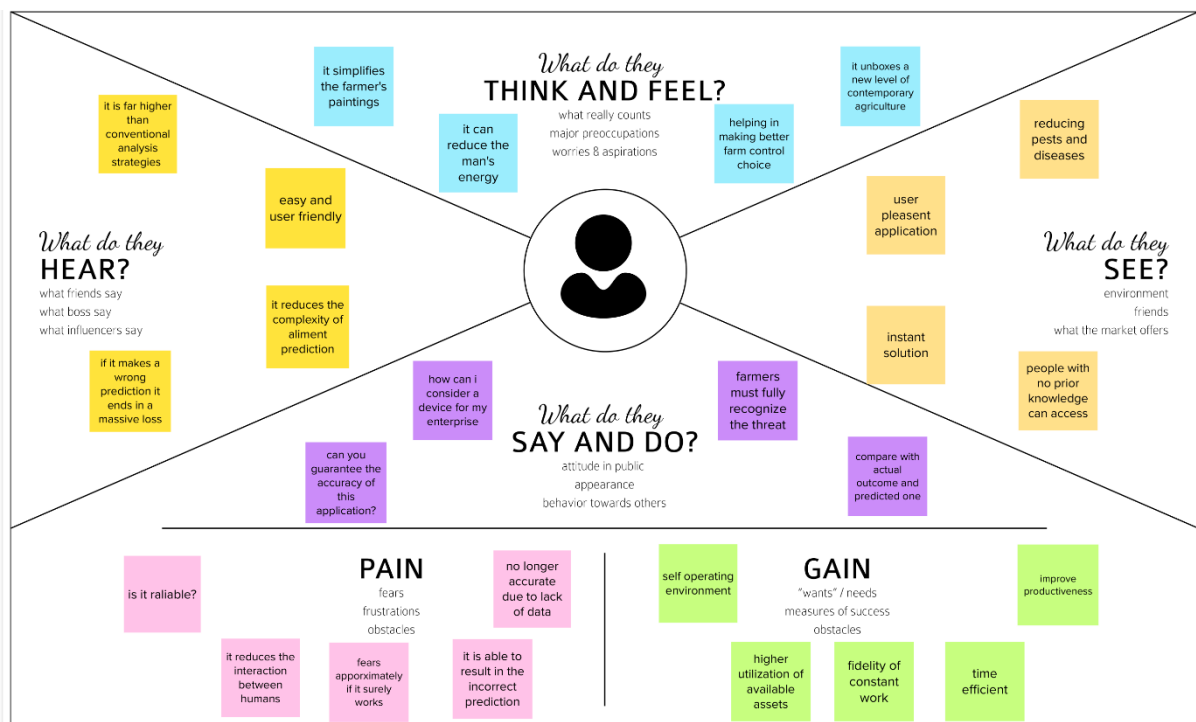 What do they
THINK AND FEEL?
what really counts
major preoccupations
worries & aspirations
it simplifies
the farmer's
paintings
it can
reduce the
man's
energy
helping in
making better
farm control
choice
it unboxes a
new level of
contemporary
agriculture
What do they
HEAR?
what friends say
what boss say
what influencers say
it is far higher
than
conventional
analysis
strategies
easy and
user friendly
it reduces the
complexity of
aliment
prediction
if it makes a
wrong
prediction it
ends in a
massive loss
What do they
SEE?
environment
friends
what the market offers
reducing
pests and
diseases
user
pleasent
application
instant
solution
people with
no prior
knowledge
can access
What do they
SAY AND DO?
attitude in public
appearance
behavior towards others
how can i
consider a
device for my
enterprise
can you
guarantee the
accuracy of
this
application?
farmers
must fully
recognize
the threat
compare with
actual
outcome and
predicted one
PAIN
fears
frustrations
obstacles
is it raliable?
it reduces the
interaction
between
humans
fears
apporximately
if it surely
works
no longer
accurate
due to lack
of data
it is able to
result in the
incorrect
prediction
GAIN
"wants" / needs
measures of success
obstacles
self operating
environment
higher
utilization of
available
assets
fidelity of
constant
work
time
efficient
improve
productiveness